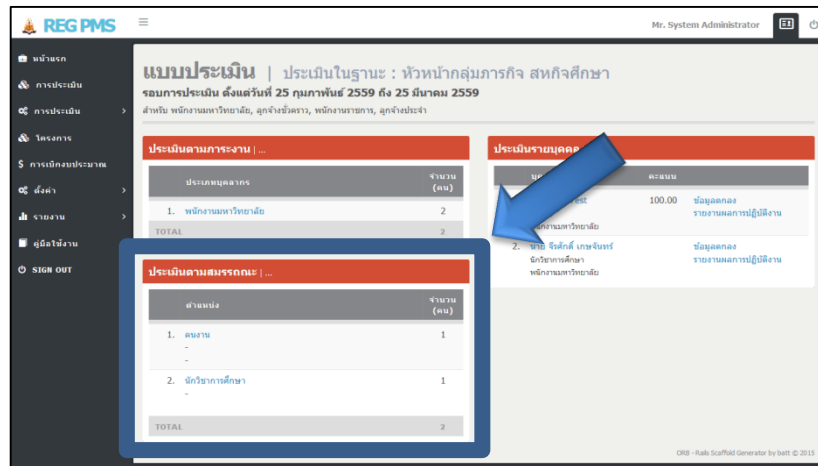 REG PMS
Mr. System Administrator
หน้าแรก
การประเมิน
การประเมิน
โครงการ
$ การเบิกงบประมาณ
ตั้งค่า
รายงาน
คู่มือใช้งาน
SIGN OUT
แบบประเมิน | ประเมินในฐานะ : หัวหน้ากลุ่มภารกิจ สหกิจศึกษา
รอบการประเมิน ตั้งแต่วันที่ 25 กุมภาพันธ์ 2559 ถึง 25 มีนาคม 2559
สำหรับ พนักงานมหาวิทยาลัย, ลูกจ้างชั่วคราว, พนักงานราชการ, ลูกจ้างประจำ
ประเมินตามภาระงาน | ...
ประเภทบุคลากร จำนวน (คน)
1. พนักงานมหาวิทยาลัย 2
TOTAL 2
ประเมินตามสมรรถณะ | ...
ตำแหน่ง จำนวน (คน)
1. คนงาน 1
-
-
2. นักวิชาการศึกษา 1
-
TOTAL 2
ประเมินรายบุคคล
คะแนน
100.00 ข้อมูลตกลง
รายงานผลการปฏิบัติงาน
พนักงานมหาวิทยาลัย
2. นาย จีรศักดิ์ เกษจันทร์ ข้อมูลตกลง
นักวิชาการศึกษา รายงานผลการปฏิบัติงาน
พนักงานมหาวิทยาลัย
ORB - Rails Scaffold Generator by batt © 2015